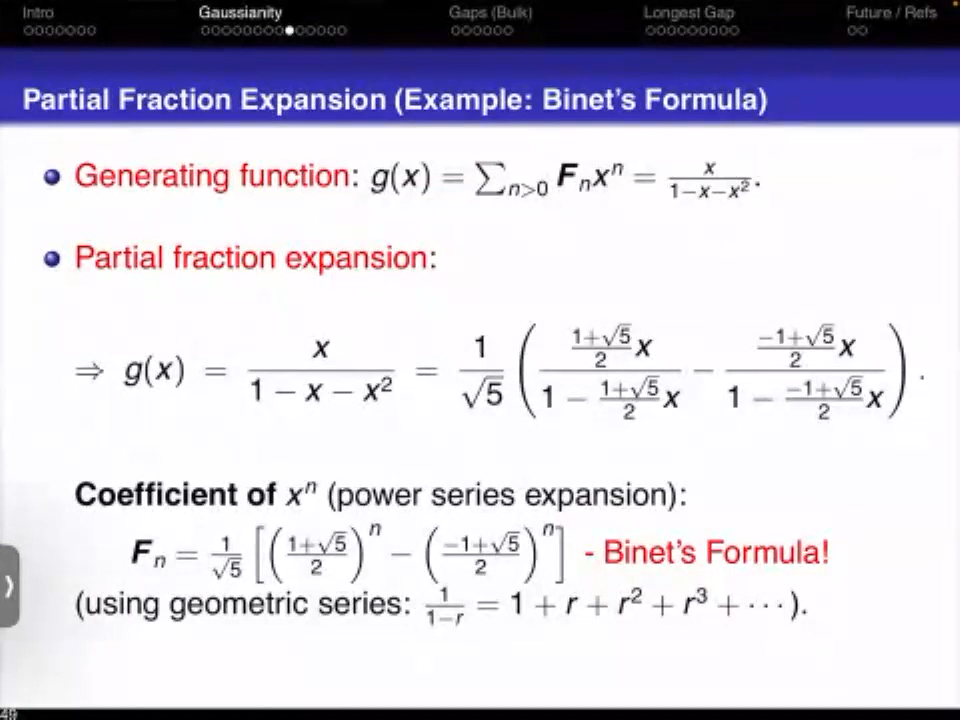 Intro Gaussianity Gaps (Bulk) Longest Gap Future / Refs
Partial Fraction Expansion (Example: Binet's Formula)
Generating function: g(x) = ∑_{n>0} F_n x^n = x/(1−x−x²).
Partial fraction expansion:
⇒ g(x) = x/(1 − x − x²) = 1/√5 ( ((1+√5)/2 x)/(1 − (1+√5)/2 x) − ((−1+√5)/2 x)/(1 − (−1+√5)/2 x) ) .
Coefficient of xⁿ (power series expansion):
F_n = 1/√5 [ ((1+√5)/2)ⁿ − ((−1+√5)/2)ⁿ ] - Binet's Formula!
(using geometric series: 1/(1−r) = 1 + r + r² + r³ + ⋯ ).
49